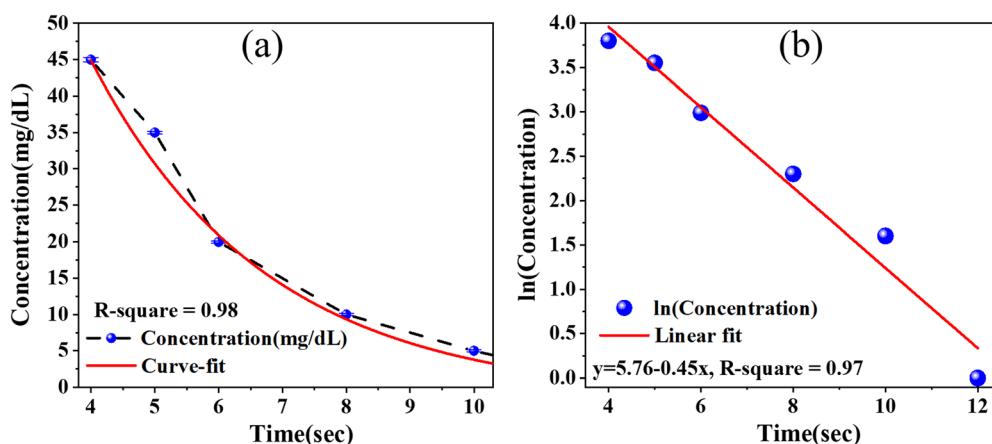 (a)
50
45
40
35
30
25
20
15
10
5
0
Concentration(mg/dL)
R-square = 0.98
Concentration(mg/dL)
Curve-fit
4 5 6 7 8 9 10
Time(sec)
(b)
4.0
3.5
3.0
2.5
2.0
1.5
1.0
0.5
0.0
ln(Concentration)
ln(Concentration)
Linear fit
y=5.76-0.45x, R-square = 0.97
4 6 8 10 12
Time(sec)